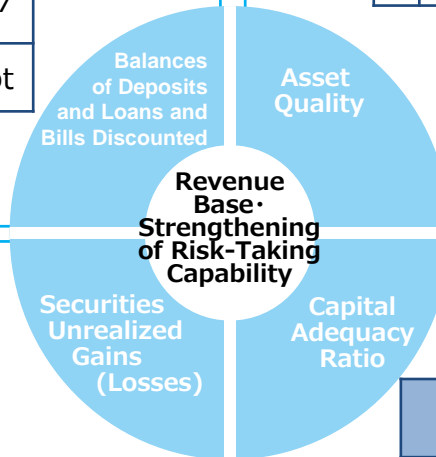 Balances
of Deposits
and Loans and
Bills Discounted
Asset
Quality
Revenue
Base・
Strengthening
of Risk-Taking
Capability
Securities
Unrealized
Gains
(Losses)
Capital
Adequacy
Ratio